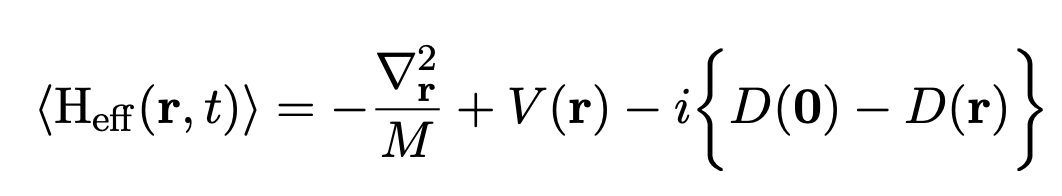 ⟨H_eff(𝐫, t)⟩ = −∇²_𝐫/M + V(𝐫) − i{D(𝟎) − D(𝐫)}